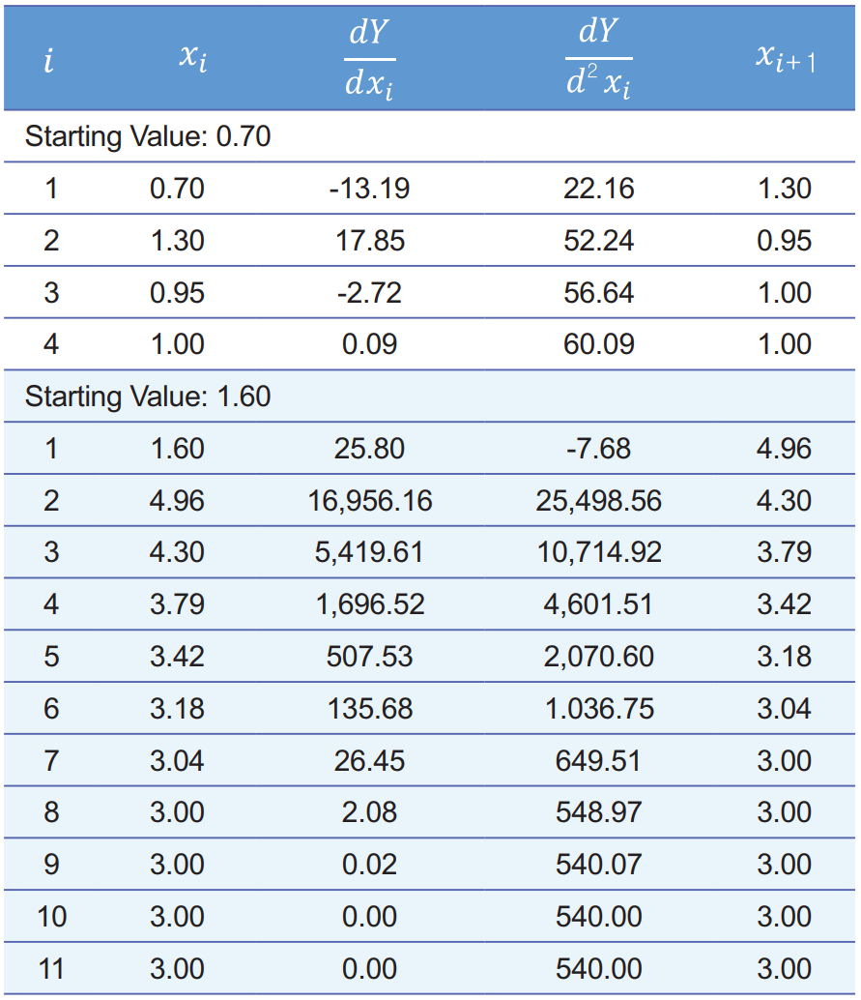 i x_i dY/dx_i dY/d²x_i x_{i+1}
Starting Value: 0.70
1 0.70 -13.19 22.16 1.30
2 1.30 17.85 52.24 0.95
3 0.95 -2.72 56.64 1.00
4 1.00 0.09 60.09 1.00
Starting Value: 1.60
1 1.60 25.80 -7.68 4.96
2 4.96 16,956.16 25,498.56 4.30
3 4.30 5,419.61 10,714.92 3.79
4 3.79 1,696.52 4,601.51 3.42
5 3.42 507.53 2,070.60 3.18
6 3.18 135.68 1.036.75 3.04
7 3.04 26.45 649.51 3.00
8 3.00 2.08 548.97 3.00
9 3.00 0.02 540.07 3.00
10 3.00 0.00 540.00 3.00
11 3.00 0.00 540.00 3.00